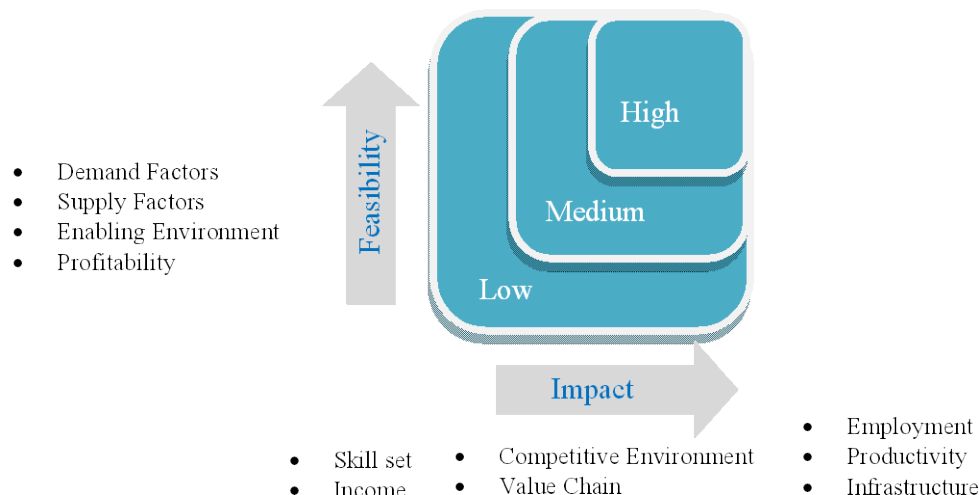 High
Medium
Low
Feasibility
• Demand Factors
• Supply Factors
• Enabling Environment
• Profitability
Impact
• Skill set
• Income
• Competitive Environment
• Value Chain
• Employment
• Productivity
• Infrastructure